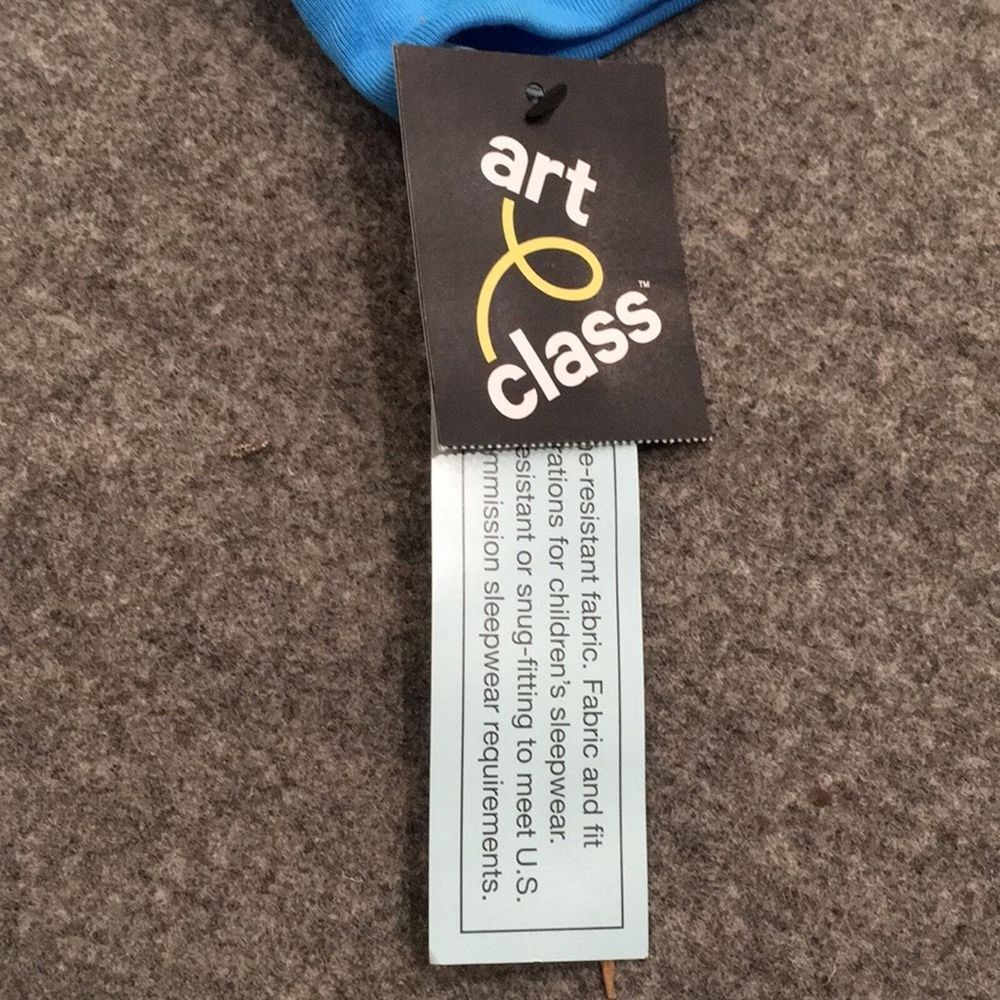 art
class™
e-resistant fabric. Fabric and fit
rations for children's sleepwear.
esistant or snug-fitting to meet U.S.
mmission sleepwear requirements.